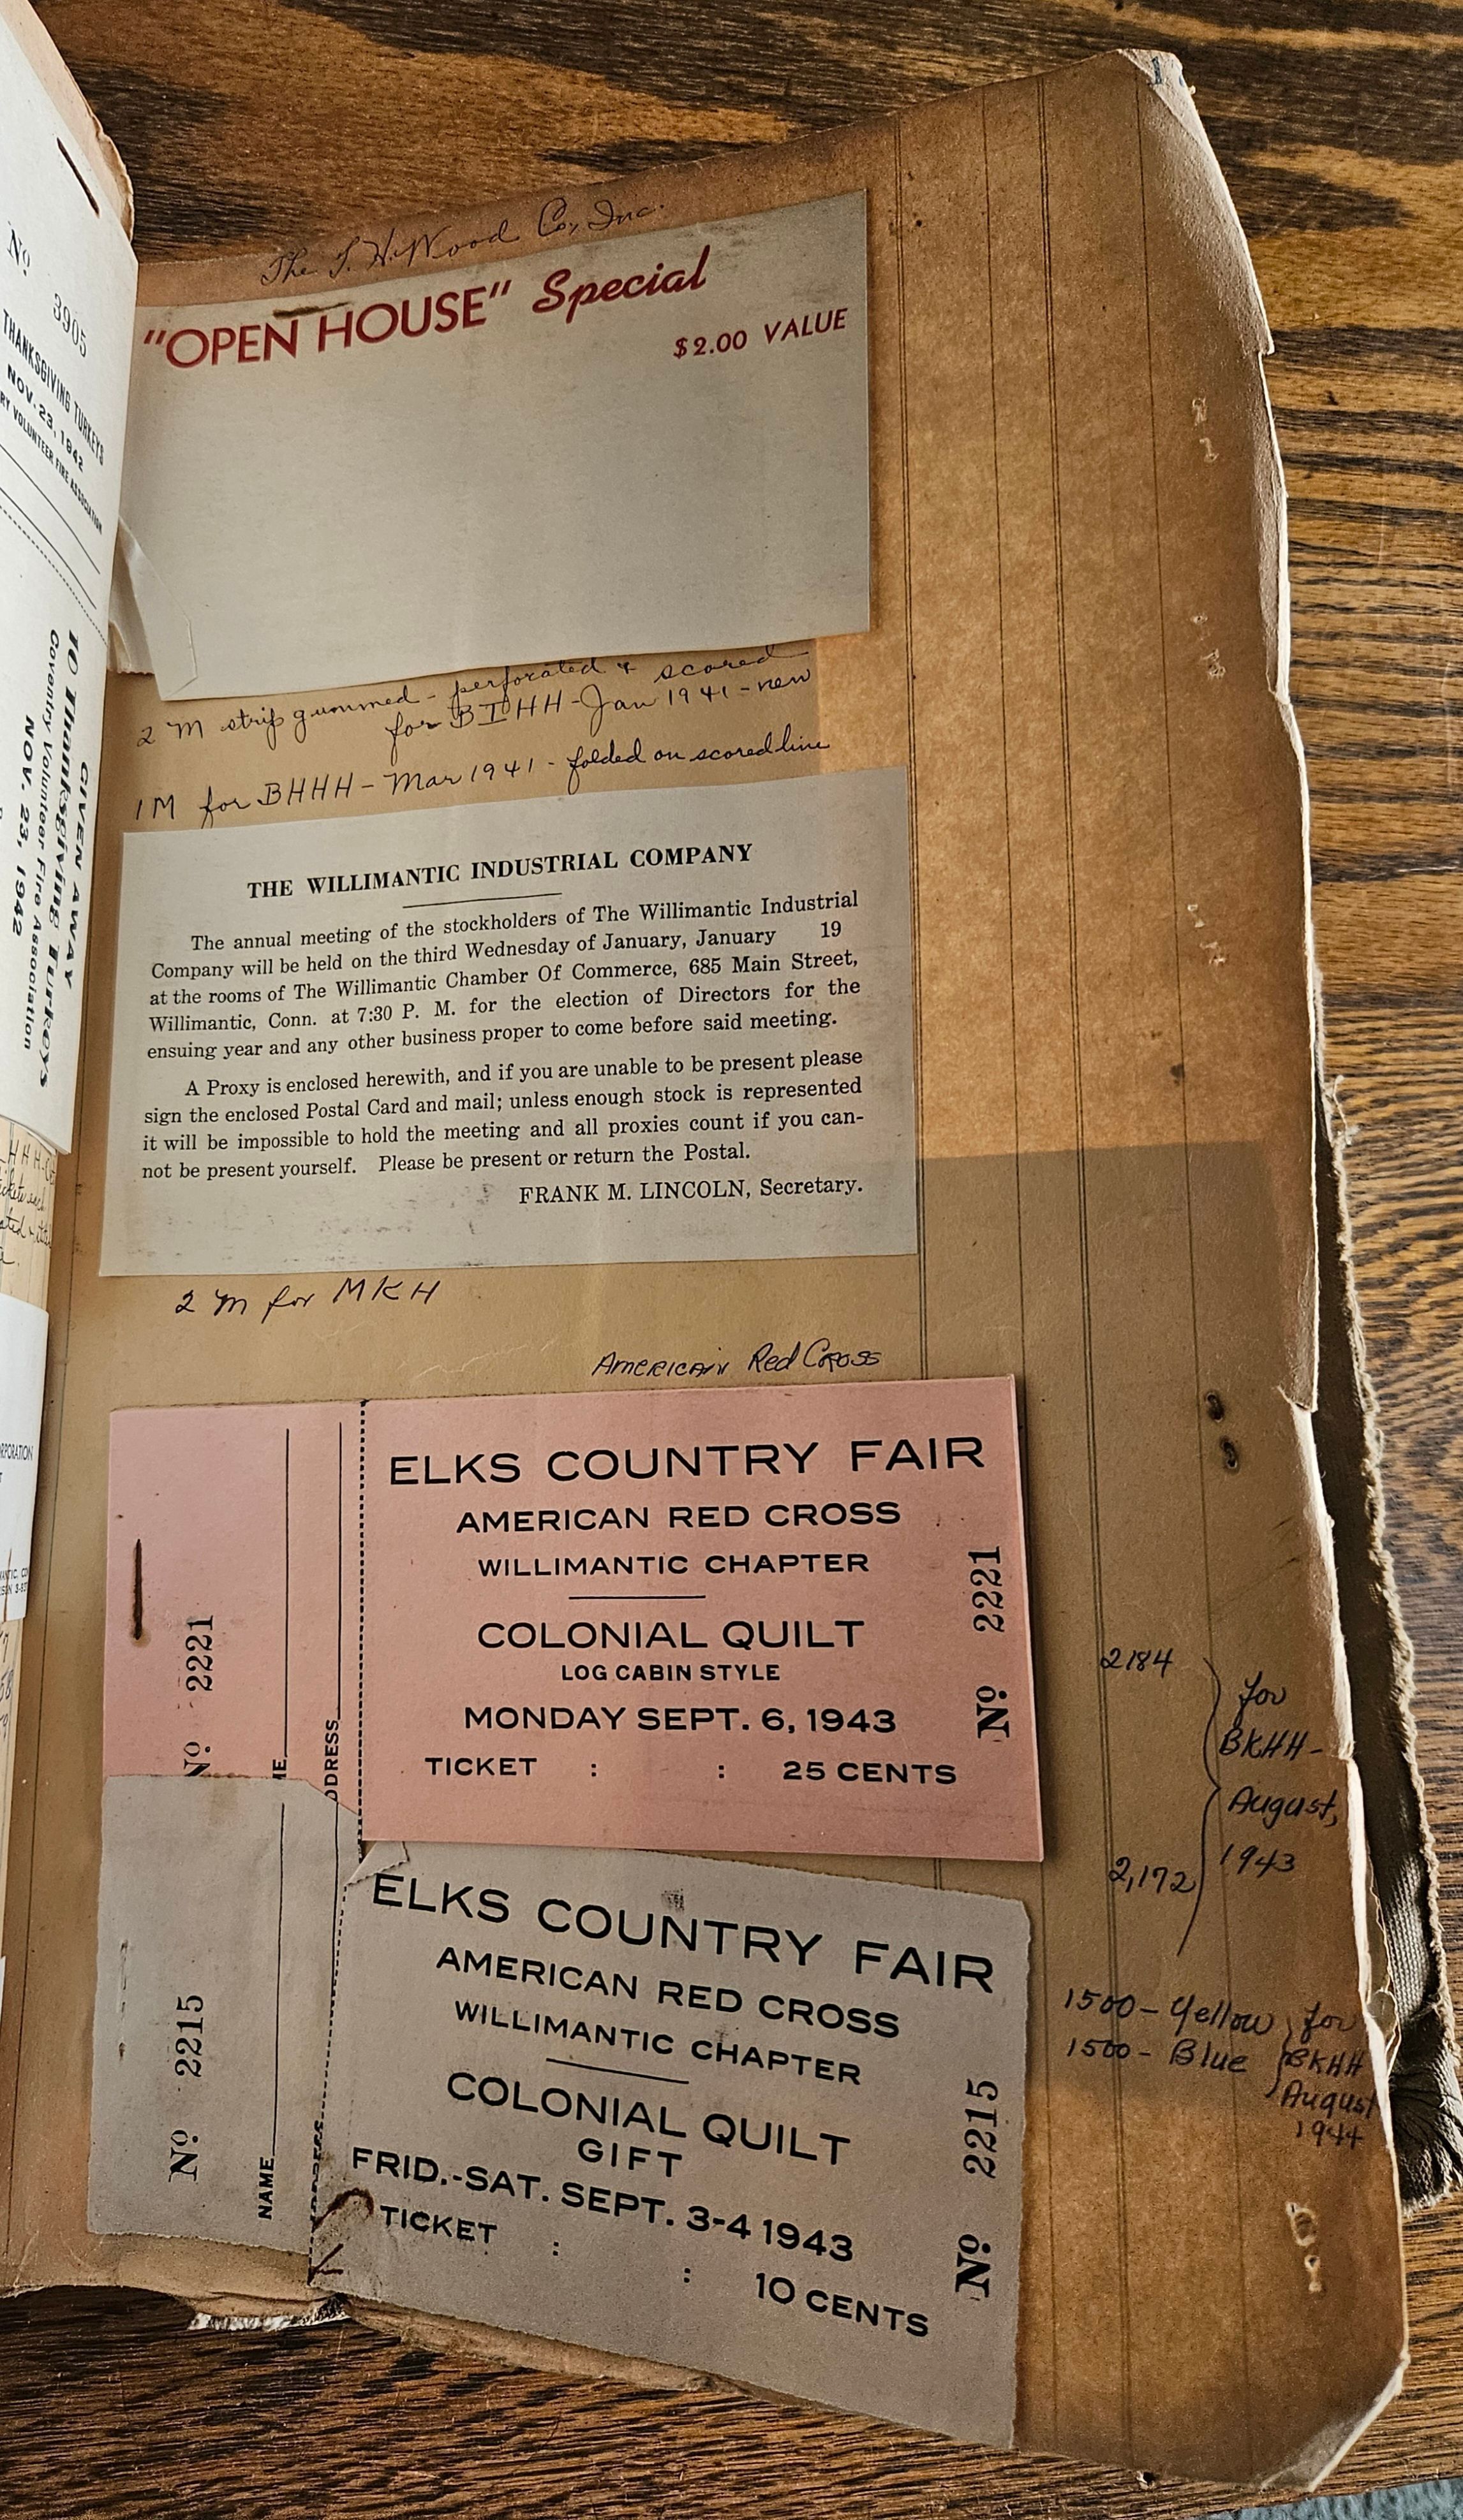 No
3905
THANKSGIVING TURKEYS
NOV. 23, 1942
RY VOLUNTEER FIRE ASSOCIATION
GIVEN AWAY
10 Thanksgiving Turkeys
Coventry Volunteer Fire Association
NOV. 23, 1942
The T. H. Wood Co, Inc.
"OPEN HOUSE" Special
$2.00 VALUE
2 M strip gummed - perforated & scored
for BIHH - Jan 1941 - new
1M for BHHH - Mar 1941 - folded on scored line
THE WILLIMANTIC INDUSTRIAL COMPANY
The annual meeting of the stockholders of The Willimantic Industrial
Company will be held on the third Wednesday of January, January 19
at the rooms of The Willimantic Chamber Of Commerce, 685 Main Street,
Willimantic, Conn. at 7:30 P. M. for the election of Directors for the
ensuing year and any other business proper to come before said meeting.
A Proxy is enclosed herewith, and if you are unable to be present please
sign the enclosed Postal Card and mail; unless enough stock is represented
it will be impossible to hold the meeting and all proxies count if you can-
not be present yourself. Please be present or return the Postal.
FRANK M. LINCOLN, Secretary.
2 M for MKH
American Red Cross
No 2221
ME
DDRESS
ELKS COUNTRY FAIR
AMERICAN RED CROSS
WILLIMANTIC CHAPTER
COLONIAL QUILT
LOG CABIN STYLE
MONDAY SEPT. 6, 1943
TICKET : : 25 CENTS
No 2221
2184
2,172
for
BKHH-
August,
1943
No 2215
NAME
ELKS COUNTRY FAIR
AMERICAN RED CROSS
WILLIMANTIC CHAPTER
COLONIAL QUILT
GIFT
FRID.-SAT. SEPT. 3-4 1943
TICKET : : 10 CENTS
No 2215
1500 - Yellow
1500 - Blue
for
BKHH
August
1944